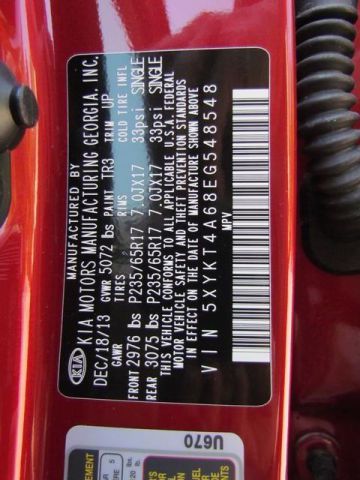 KIA
KIA MOTORS MANUFACTURING GEORGIA, INC.
DEC/18/13 GVWR 5072 lbs PAINT TR3 TRIM UP
GAWR TIRES RIMS COLD TIRE INFL
FRONT 2976 lbs P235/65R17 7.0JX17 33psi SINGLE
REAR 3075 lbs P235/65R17 7.0JX17 33psi SINGLE
THIS VEHICLE CONFORMS TO ALL APPLICABLE U.S.A. FEDERAL
MOTOR VEHICLE SAFETY AND THEFT PREVENTION STANDARDS
IN EFFECT ON THE DATE OF MANUFACTURE SHOWN ABOVE.
VIN 5XYKT4A68EG548548
MPV
U670